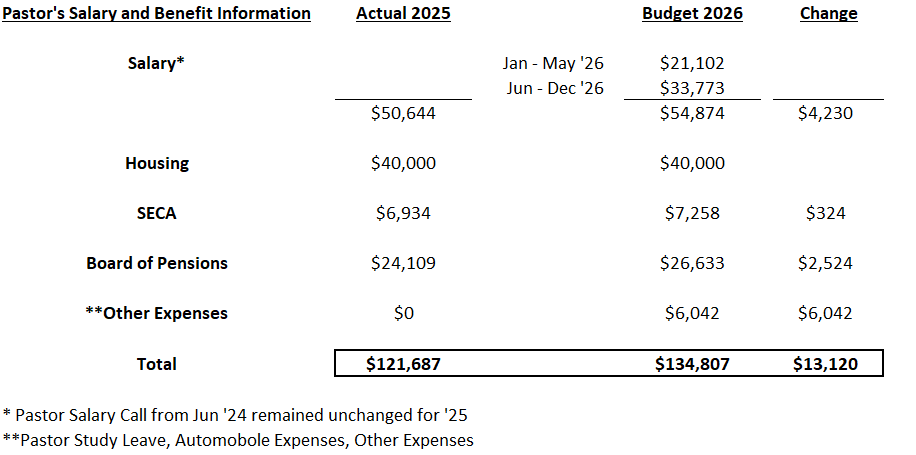 Pastor's Salary and Benefit Information Actual 2025 Budget 2026 Change
Salary* Jan - May '26 $21,102
Jun - Dec '26 $33,773
$50,644 $54,874 $4,230
Housing $40,000 $40,000
SECA $6,934 $7,258 $324
Board of Pensions $24,109 $26,633 $2,524
**Other Expenses $0 $6,042 $6,042
Total $121,687 $134,807 $13,120
* Pastor Salary Call from Jun '24 remained unchanged for '25
**Pastor Study Leave, Automobole Expenses, Other Expenses